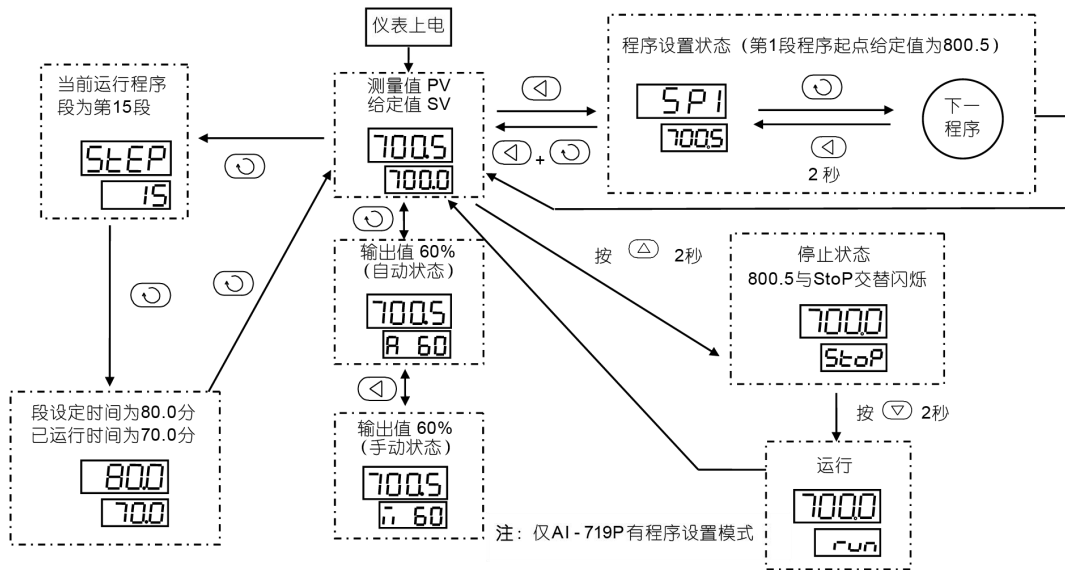 仪表上电
测量值 PV
给定值 SV
700.5
700.0
当前运行程序
段为第15段
StEP
15
段设定时间为80.0分
已运行时间为70.0分
80.0
70.0
输出值 60%
(自动状态)
700.5
A 60
输出值 60%
(手动状态)
700.5
60
+
程序设置状态(第1段程序起点给定值为800.5)
SP1
700.5
2 秒
下一
程序
按 2秒
停止状态
800.5与StoP交替闪烁
700.0
StoP
按 2秒
运行
700.0
run
注:仅AI - 719P有程序设置模式